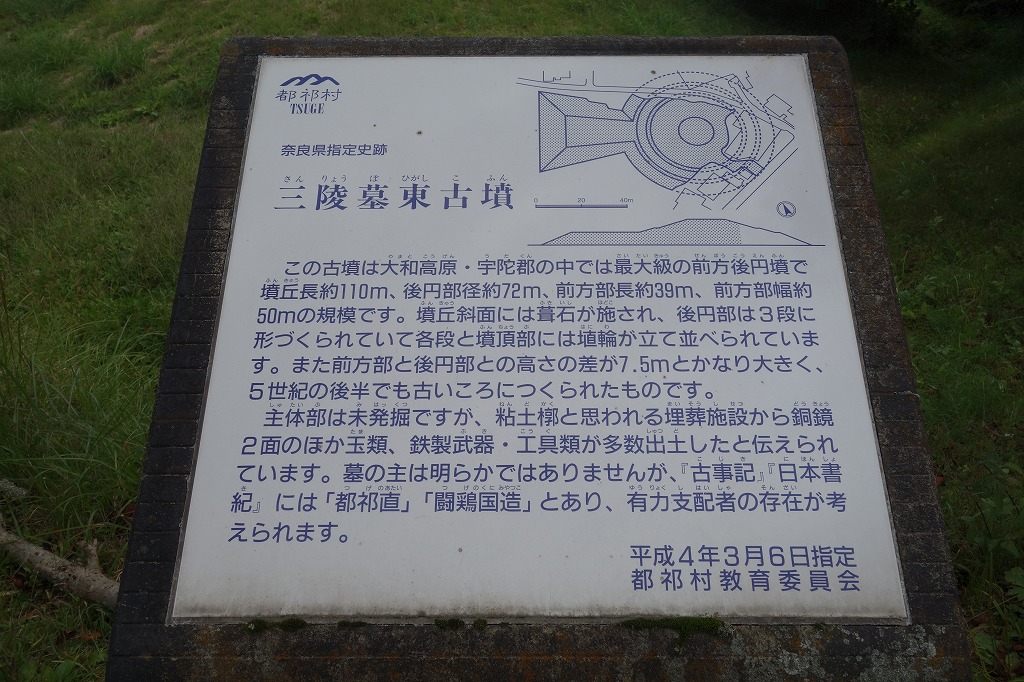 都祁村
TSUGE
奈良県指定史跡
さん りょう ぼ ひがし こ ふん
三陵墓東古墳
0 20 40m
この古墳は大和高原・宇陀郡の中では最大級の前方後円墳で
墳丘長約110m、後円部径約72m、前方部長約39m、前方部幅約
50mの規模です。墳丘斜面には葺石が施され、後円部は3段に
形づくられていて各段と墳頂部には埴輪が立て並べられていま
す。また前方部と後円部との高さの差が7.5mとかなり大きく、
5世紀の後半でも古いころにつくられたものです。
主体部は未発掘ですが、粘土槨と思われる埋葬施設から銅鏡
2面のほか玉類、鉄製武器・工具類が多数出土したと伝えられ
ています。墓の主は明らかではありませんが、『古事記』『日本書
紀』には「都祁直」「闘鶏国造」とあり、有力支配者の存在が考
えられます。
平成4年3月6日指定
都祁村教育委員会